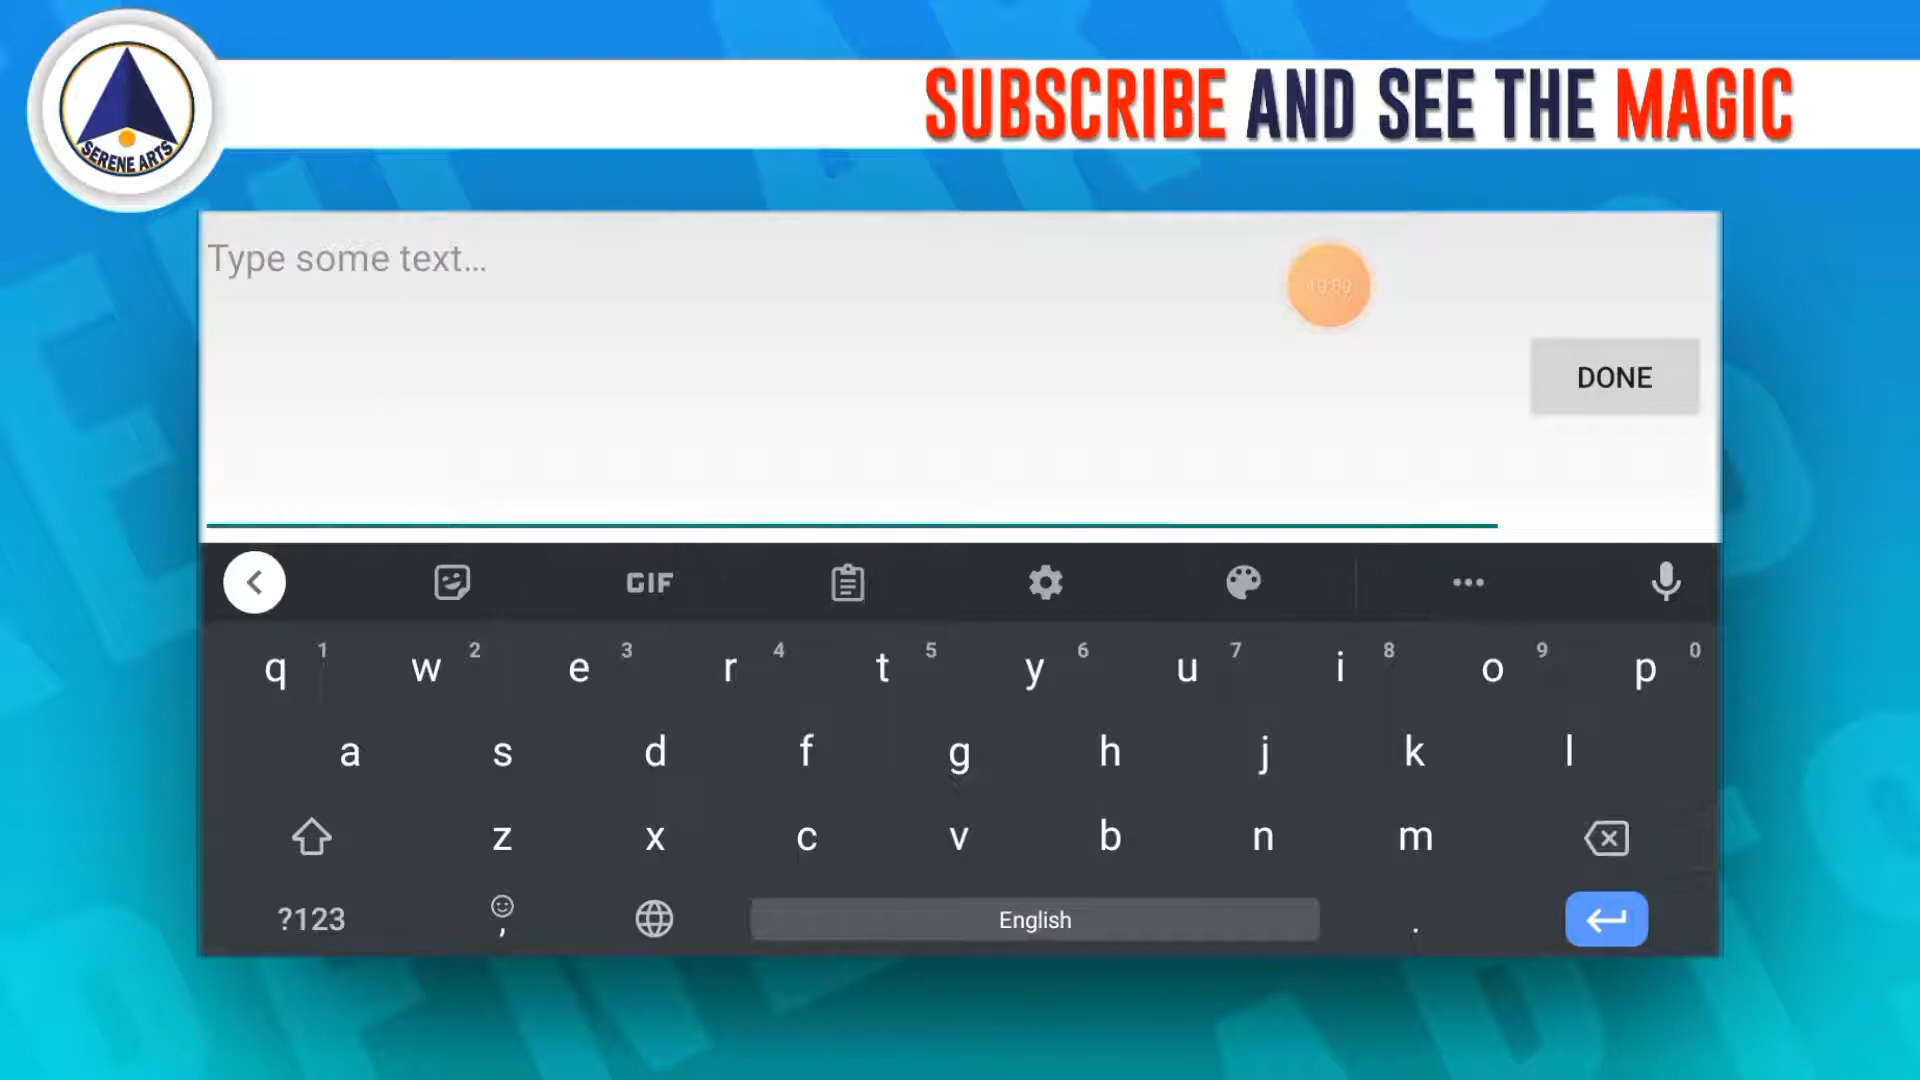 SUBSCRIBE AND SEE THE MAGIC
SERENE ARTS
Type some text...
DONE
GIF
q 1 w 2 e 3 r 4 t 5 y 6 u 7 i 8 o 9 p 0
a s d f g h j k l
z x c v b n m
?123 , English .